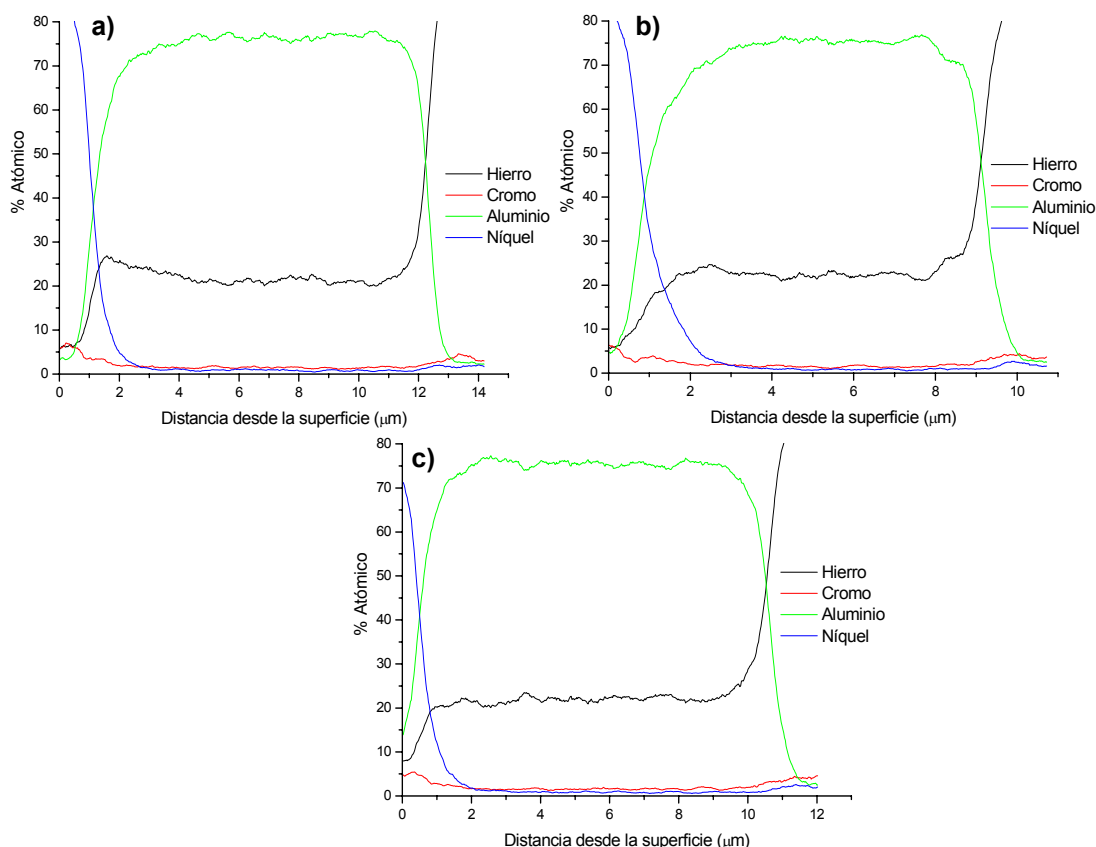 a)
80
70
60
50
40
30
20
10
0
% Atómico
Hierro
Cromo
Aluminio
Níquel
0 2 4 6 8 10 12 14
Distancia desde la superficie (μm)
b)
80
70
60
50
40
30
20
10
0
% Atómico
Hierro
Cromo
Aluminio
Níquel
0 2 4 6 8 10
Distancia desde la superficie (μm)
c)
80
70
60
50
40
30
20
10
0
% Atómico
Hierro
Cromo
Aluminio
Níquel
0 2 4 6 8 10 12
Distancia desde la superficie (μm)